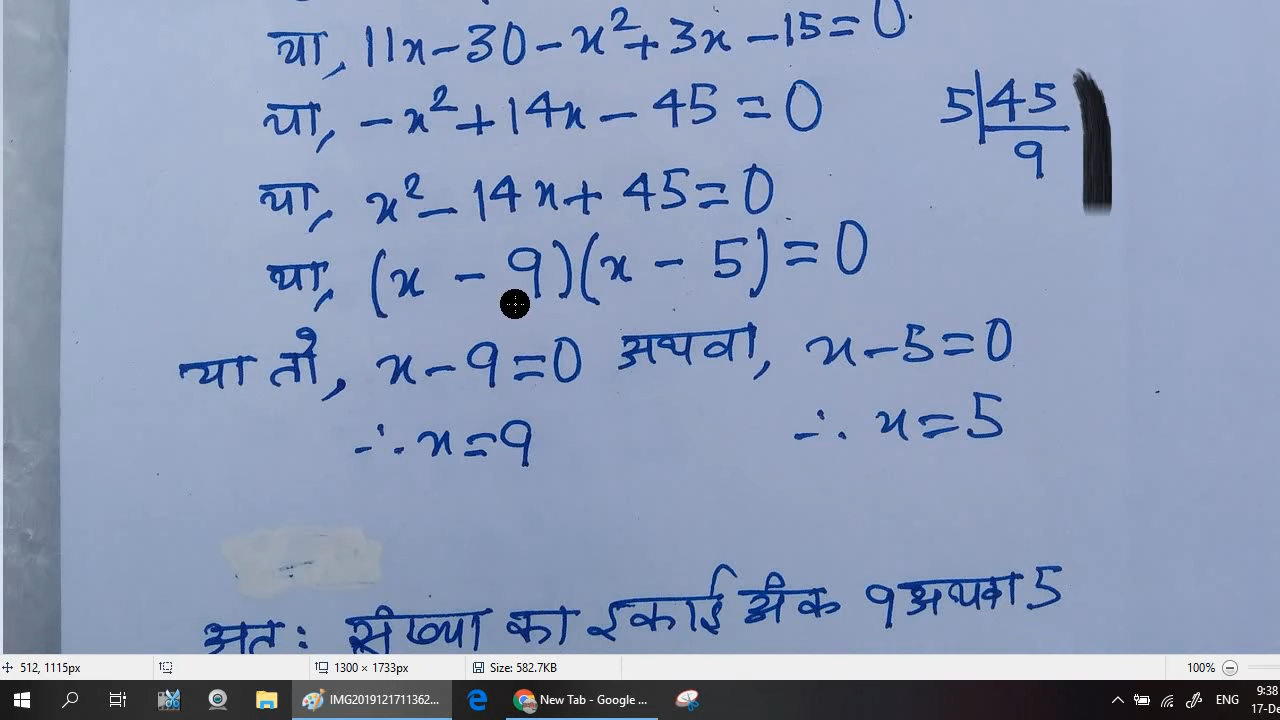 या, 11x - 30 - x² + 3x - 15 = 0.
या, -x² + 14x - 45 = 0
5 45
9
या, x² - 14x + 45 = 0
या, (x - 9)(x - 5) = 0
या तो, x - 9 = 0 अथवा, x - 5 = 0
∴ x = 9 ∴ x = 5
अतः संख्या का इकाई अंक 9 अथवा 5
512, 1115px 1300 × 1733px Size: 582.7KB 100%
IMG2019121711362... New Tab - Google ... ENG 9:38
17-De